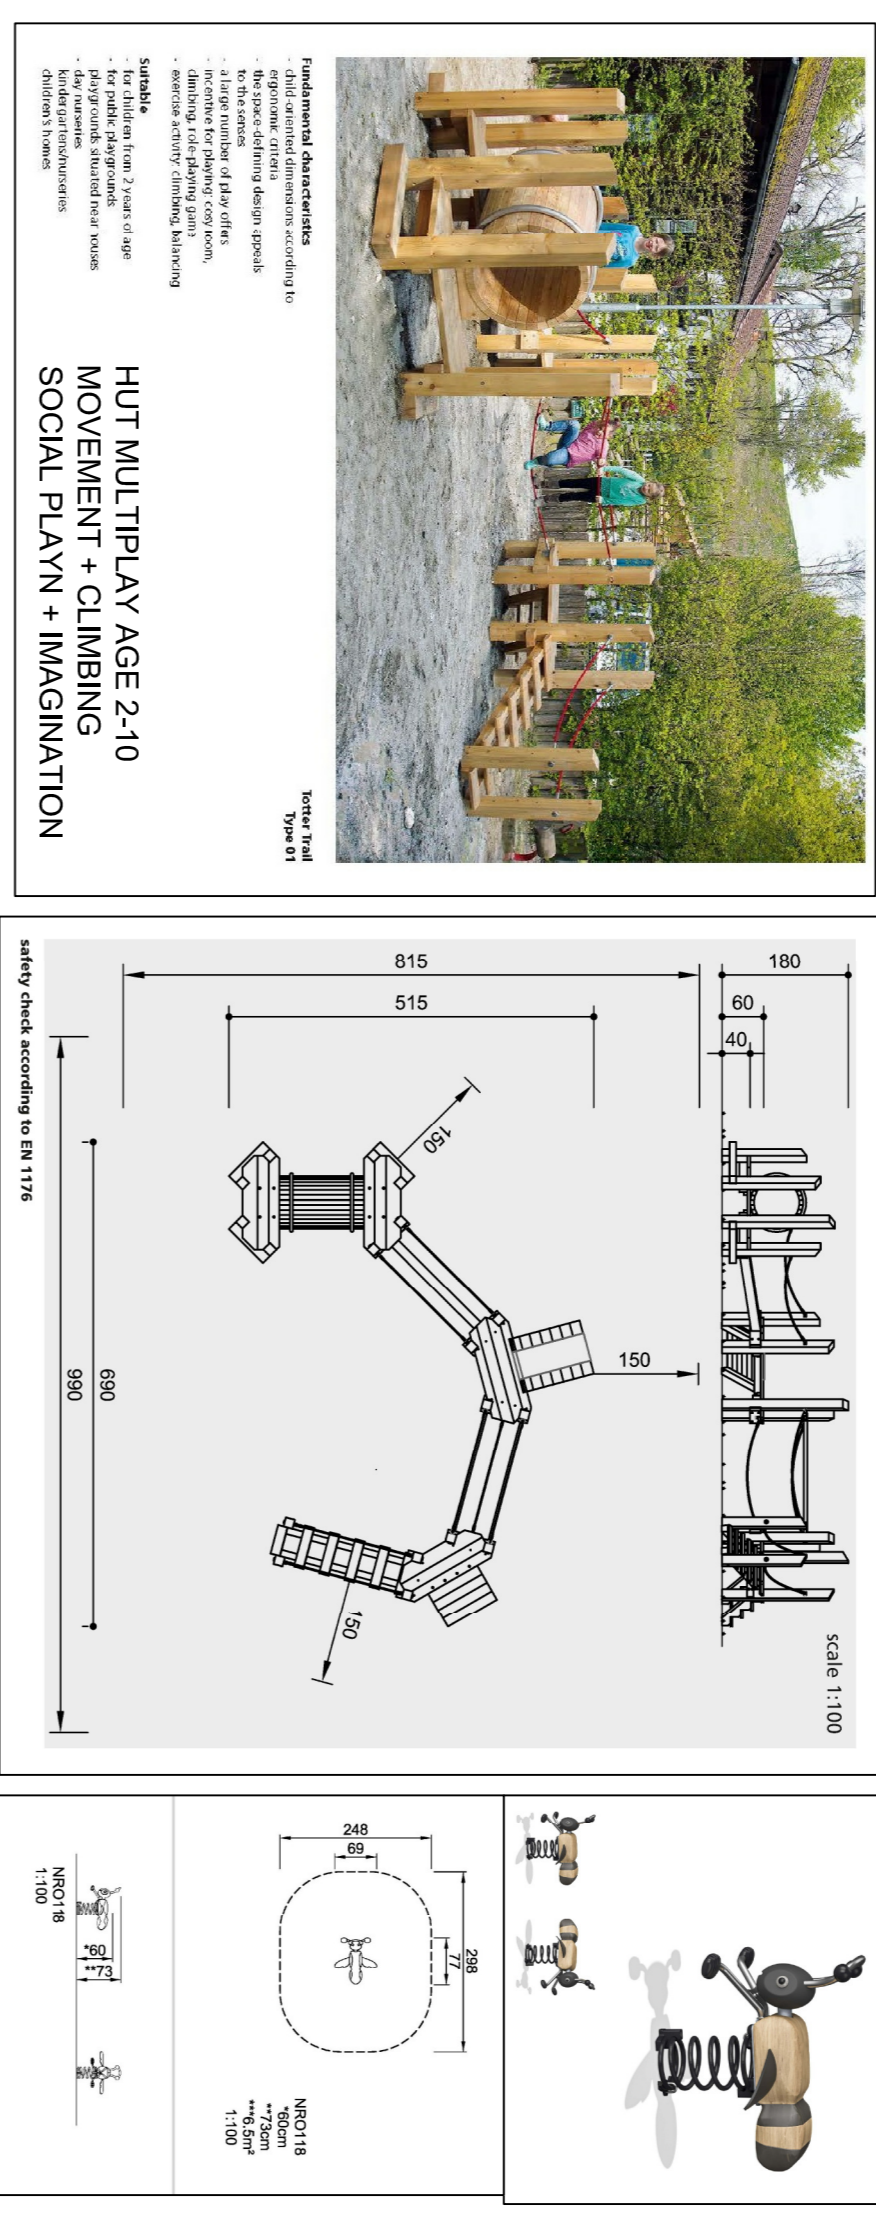 Totter Trail
Type 01
Fundamental characteristics
- child-oriented dimensions according to
ergonomic criteria
- the space-defining design appeals
to the senses
- a large number of play offers
- incentive for playing: cosy room,
climbing, role-playing game
- exercise activity: climbing, balancing
Suitable
- for children from 2 years of age
- for public playgrounds
playgrounds situated near houses
- day nurseries
kindergartens/nurseries
children's homes
HUT MULTIPLAY AGE 2-10
MOVEMENT + CLIMBING
SOCIAL PLAYN + IMAGINATION
scale 1:100
180
60
40
815
515
150
150
150
690
990
safety check according to EN 1176
298
77
248
69
NRO118
*60cm
**73cm
***6.5m²
1:100
*60
**73
NRO118
1:100